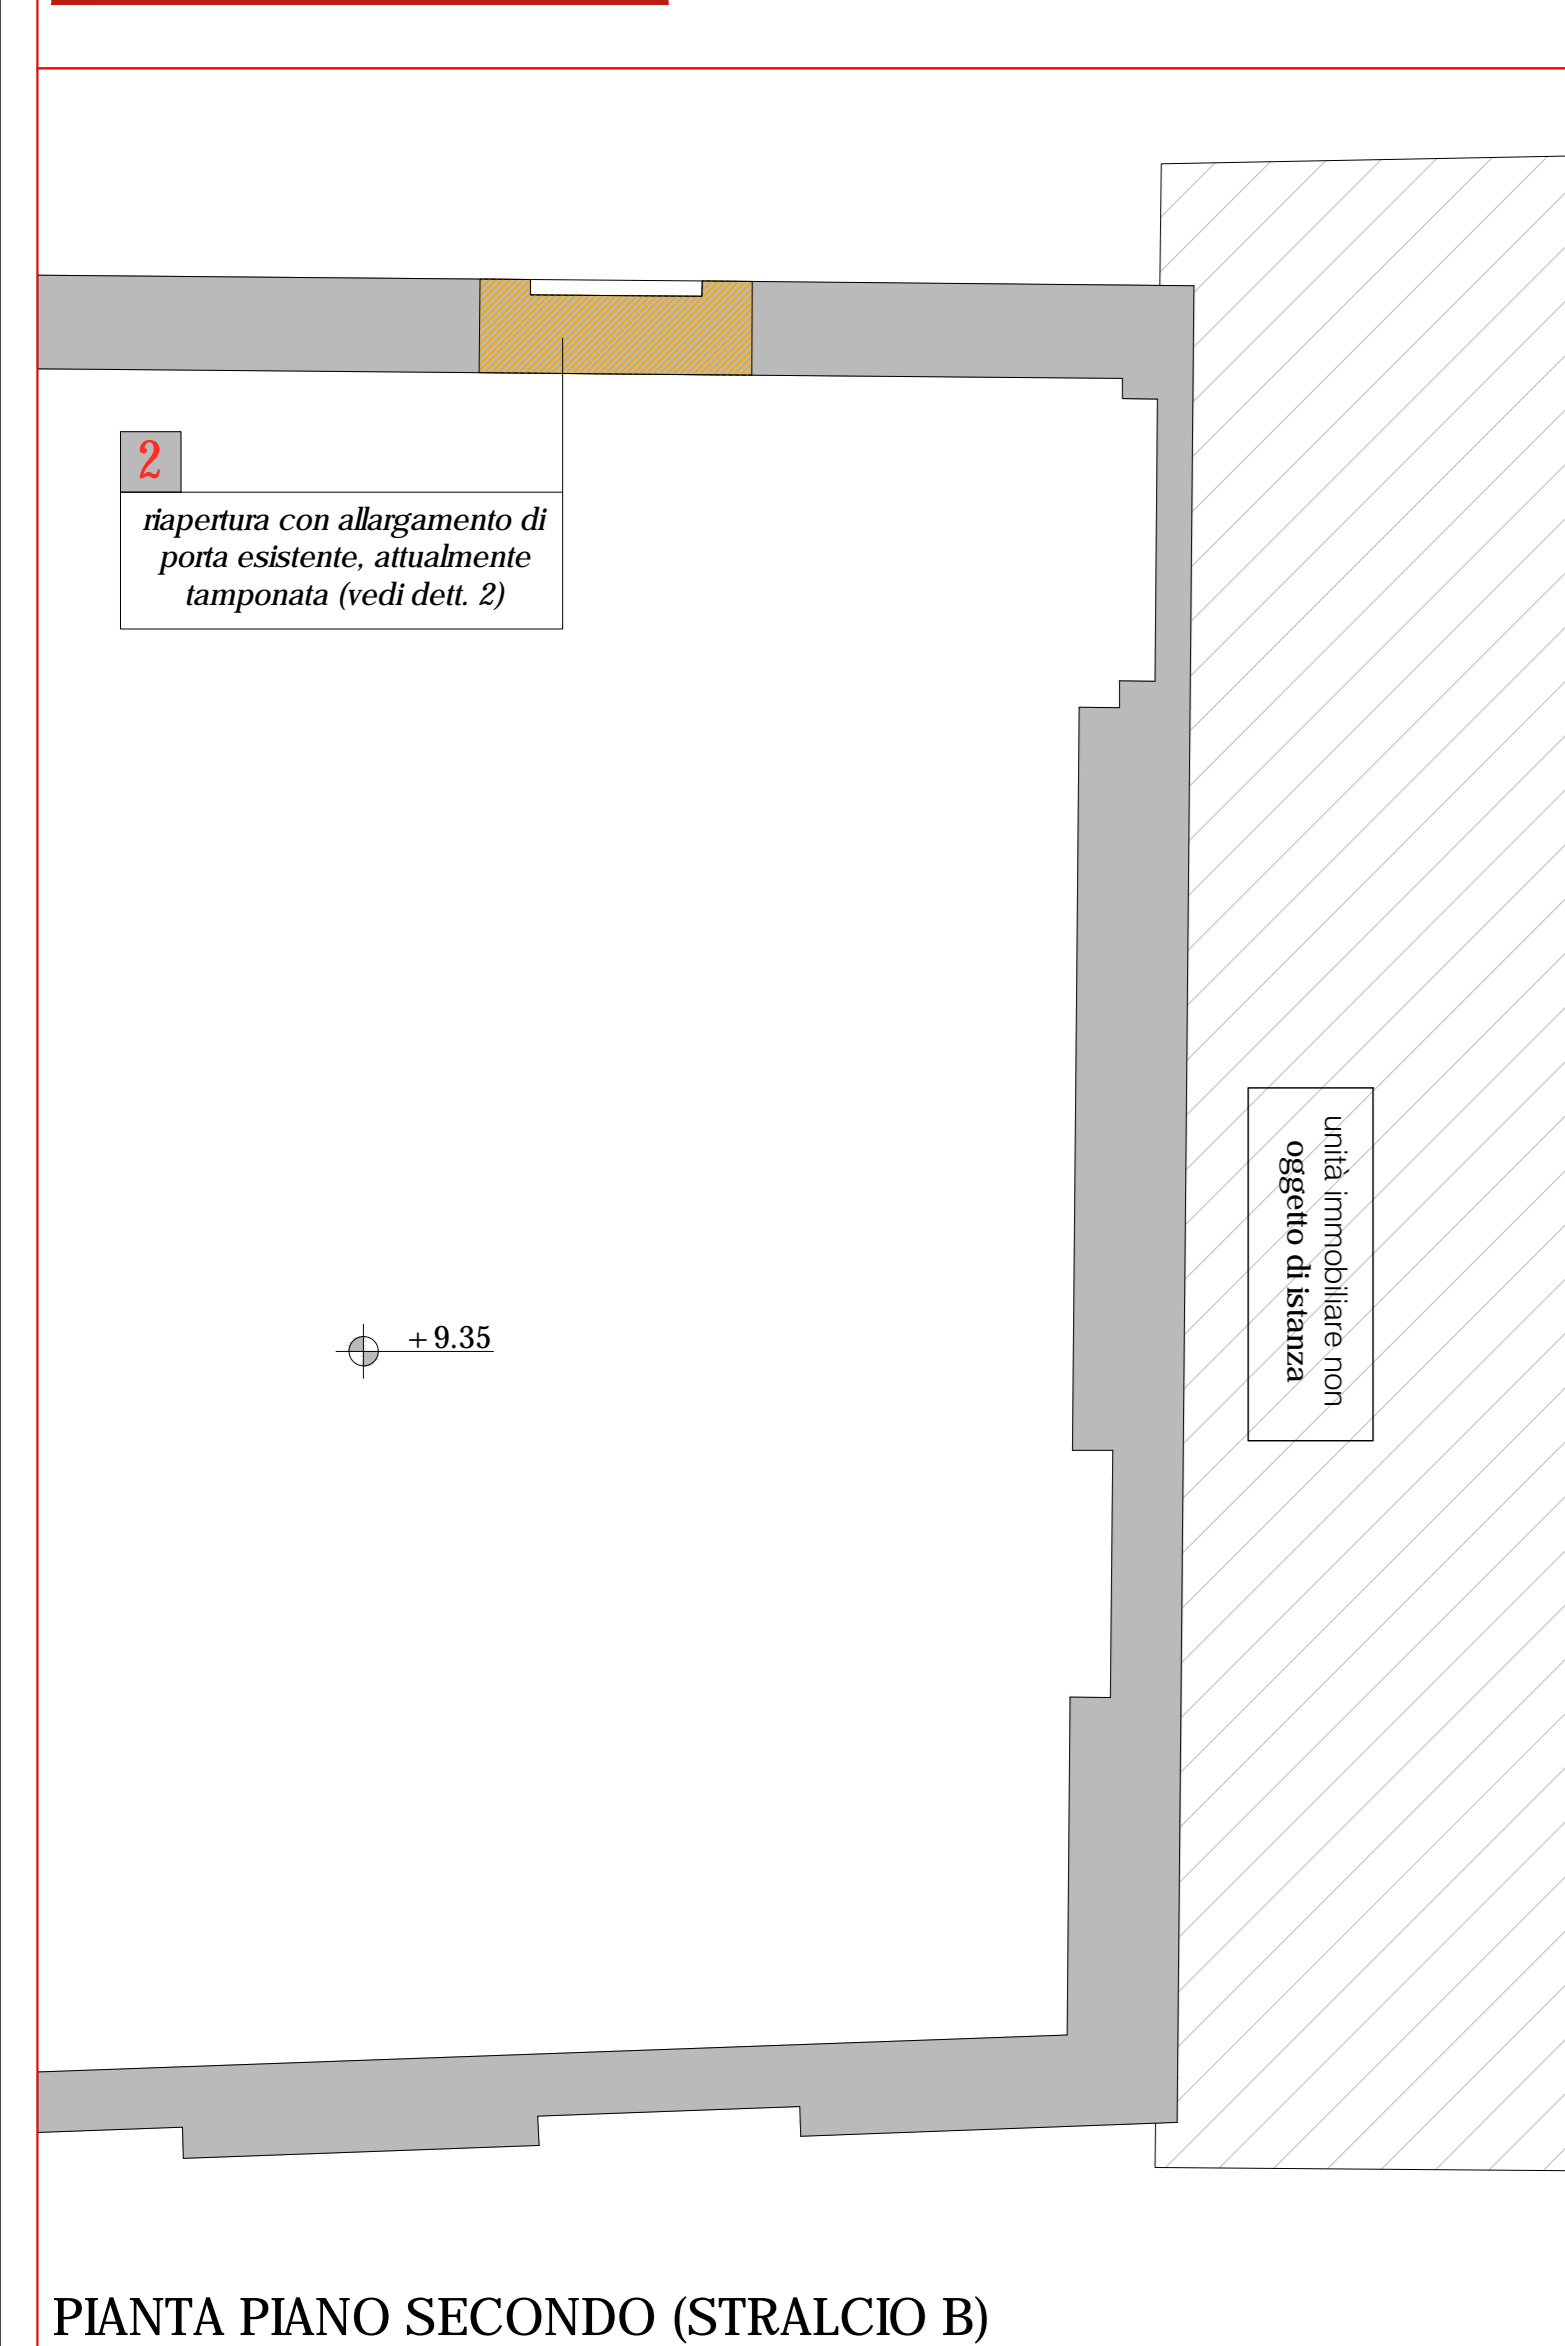 2
riapertura con allargamento di
porta esistente, attualmente
tamponata (vedi dett. 2)
unità immobiliare non
oggetto di istanza
+9.35
PIANTA PIANO SECONDO (STRALCIO B)